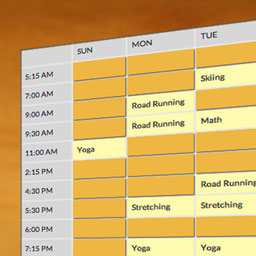 SUN MON TUE
5:15 AM
7:00 AM Skiing
9:00 AM Road Running
9:30 AM Road Running Math
11:00 AM Yoga
2:15 PM
4:30 PM Road Running
5:30 PM Stretching Stretching
6:00 PM
7:15 PM Yoga Yoga